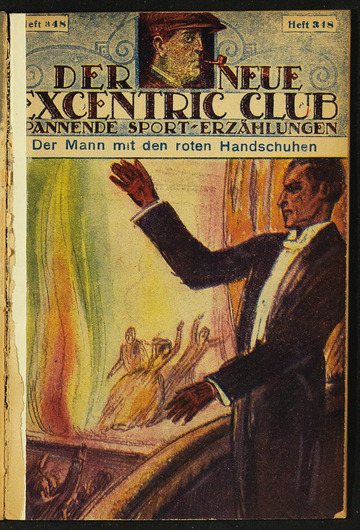 Heft 348
Heft 348
DER NEUE
EXCENTRIC CLUB
SPANNENDE SPORT-ERZÄHLUNGEN
Der Mann mit den roten Handschuhen